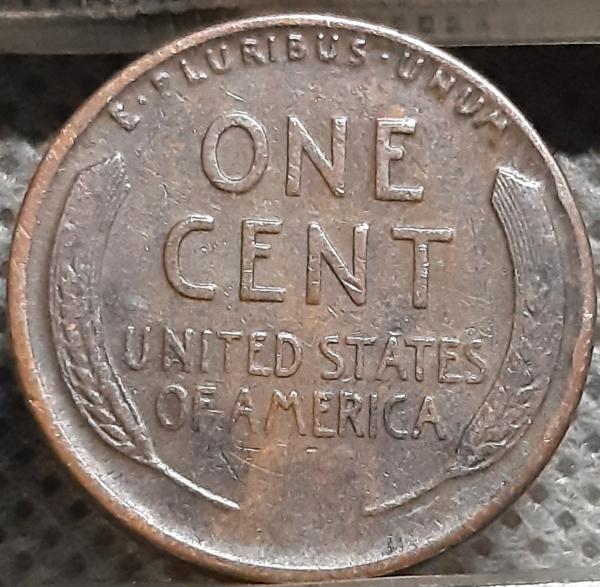 E·PLURIBUS·UNUM
ONE
CENT
UNITED STATES
OF AMERICA